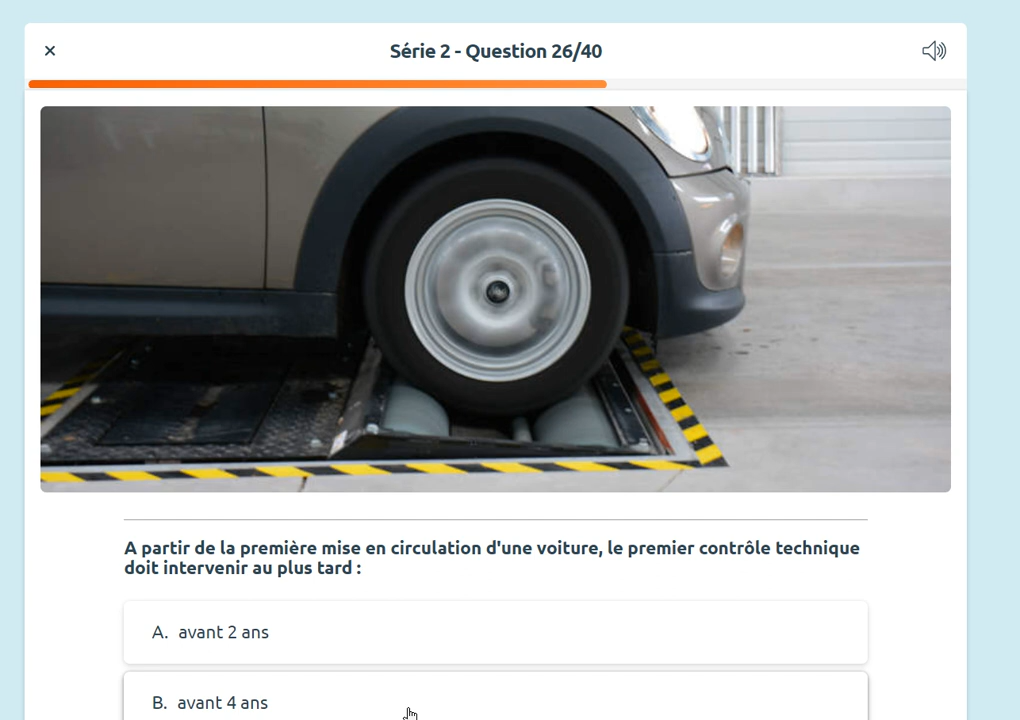 Série 2 - Question 26/40
A partir de la première mise en circulation d'une voiture, le premier contrôle technique
doit intervenir au plus tard :
A. avant 2 ans
B. avant 4 ans